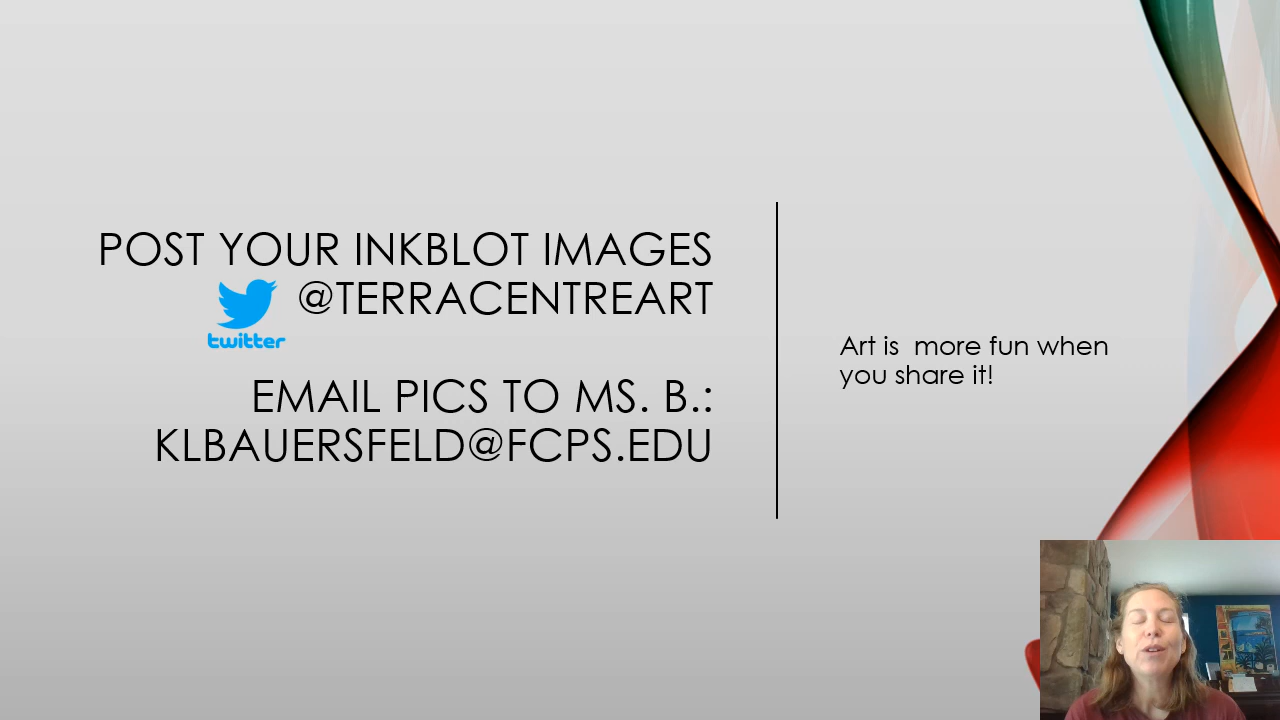 POST YOUR INKBLOT IMAGES
@TERRACENTREART
twitter
EMAIL PICS TO MS. B.:
KLBAUERSFELD@FCPS.EDU
Art is  more fun when
you share it!